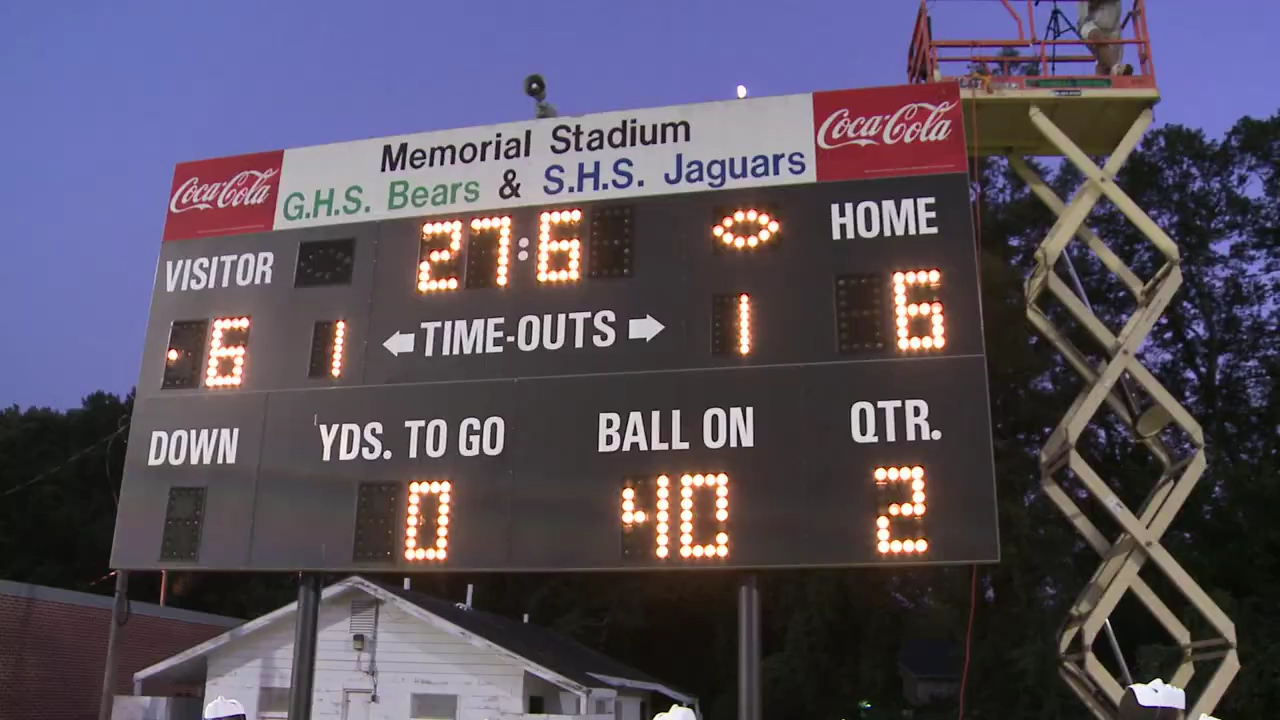 Memorial Stadium
Coca-Cola
Coca-Cola
G.H.S. Bears & S.H.S. Jaguars
27:6
HOME
VISITOR
6
1
TIME-OUTS
1
6
DOWN
YDS. TO GO
BALL ON
QTR.
0
40
2